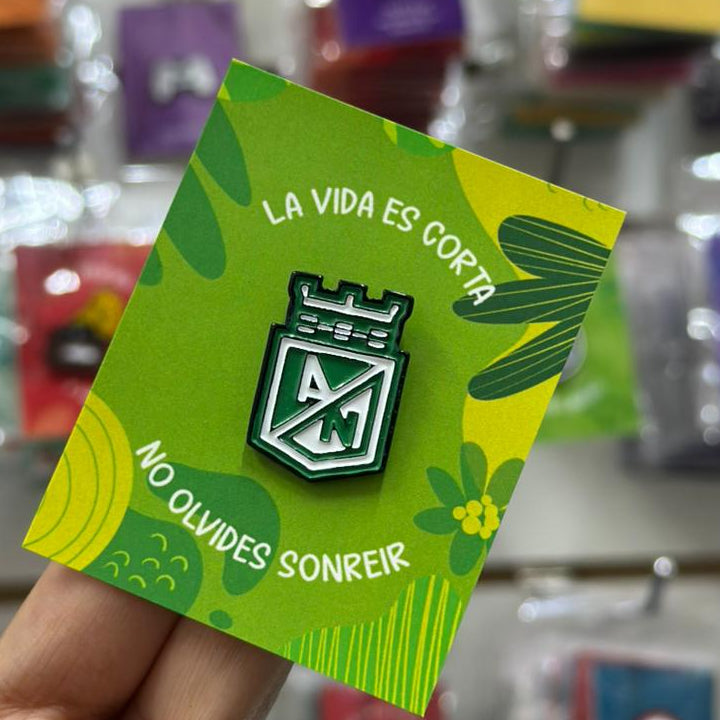 LA VIDA ES CORTA
A
N
NO OLVIDES SONREIR